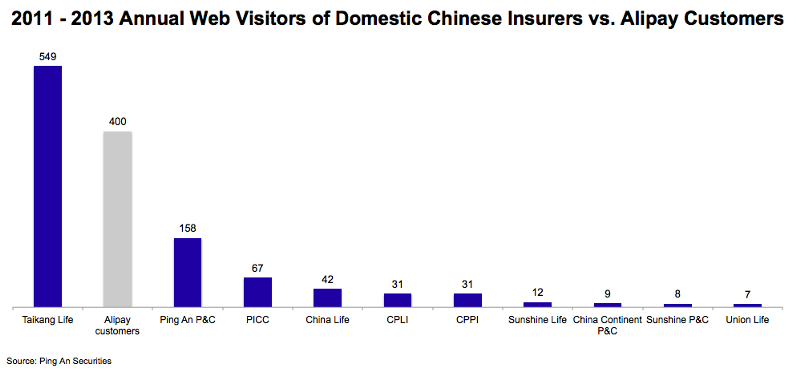 2011 - 2013 Annual Web Visitors of Domestic Chinese Insurers vs. Alipay Customers
549
400
158
67
42
31
31
12
9
8
7
Taikang Life
Alipay
customers
Ping An P&C
PICC
China Life
CPLI
CPPI
Sunshine Life
China Continent
P&C
Sunshine P&C
Union Life
Source: Ping An Securities